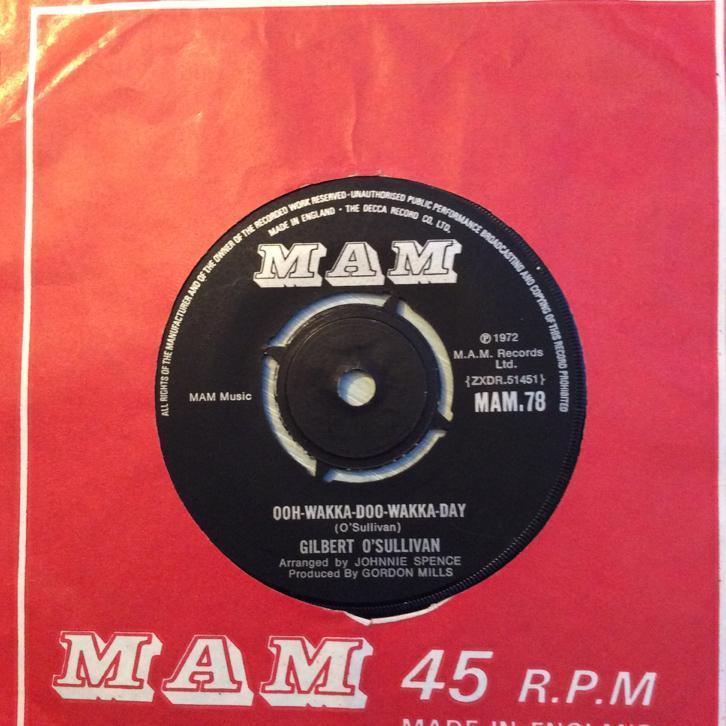 ALL RIGHTS OF THE MANUFACTURER AND OF THE OWNER OF THE RECORDED WORK RESERVED-UNAUTHORISED PUBLIC PERFORMANCE BROADCASTING AND COPYING OF THIS RECORD PROHIBITED
MADE IN ENGLAND - THE DECCA RECORD CO. LTD.
MAM
℗ 1972
M.A.M. Records
Ltd.
{ZXDR.51451}
MAM Music
MAM.78
OOH-WAKKA-DOO-WAKKA-DAY
(O'Sullivan)
GILBERT O'SULLIVAN
Arranged by JOHNNIE SPENCE
Produced By GORDON MILLS
MAM 45 R.P.M
MADE IN ENGLAND